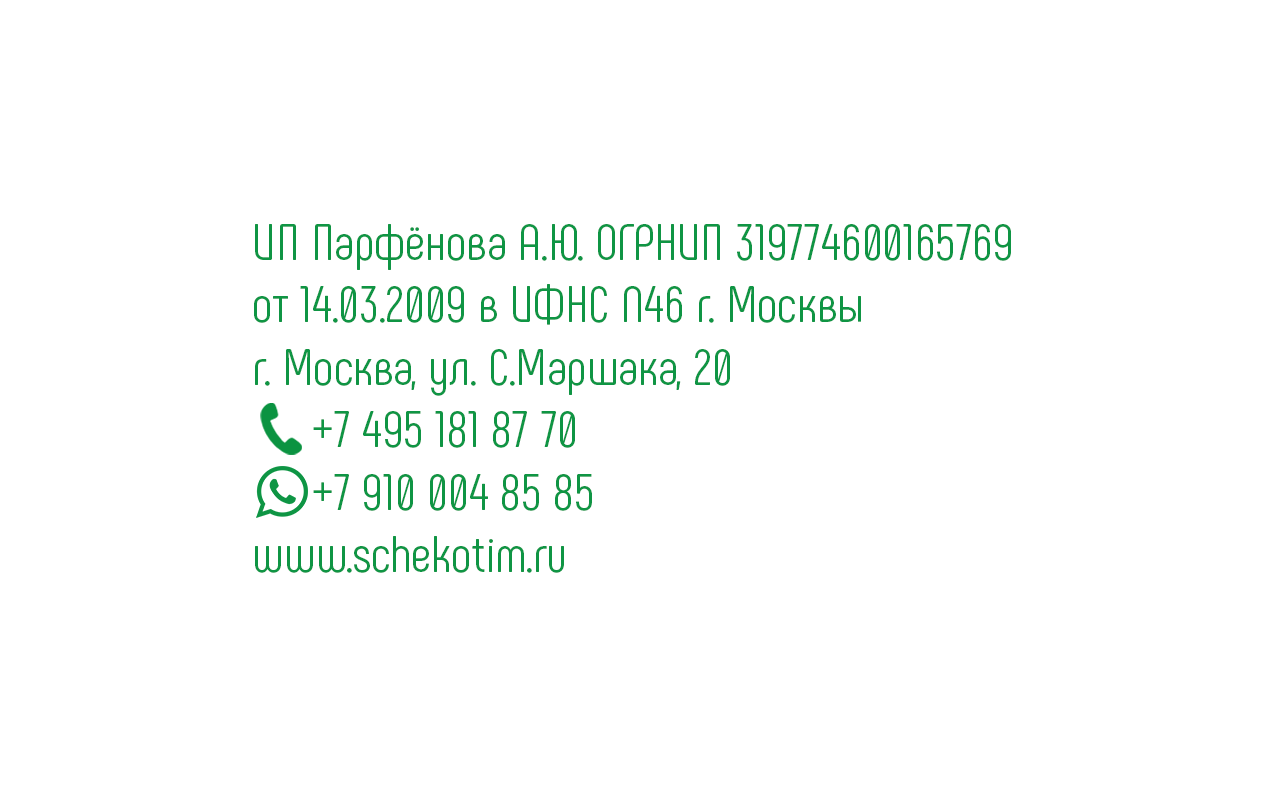 ИП Парфёнова А.Ю. ОГРНИП 319774600165769
от 14.03.2009 в ИФНС Л46 г. Москвы
г. Москва, ул. С.Маршака, 20
+7 495 181 87 70
+7 910 004 85 85
www.schekotim.ru